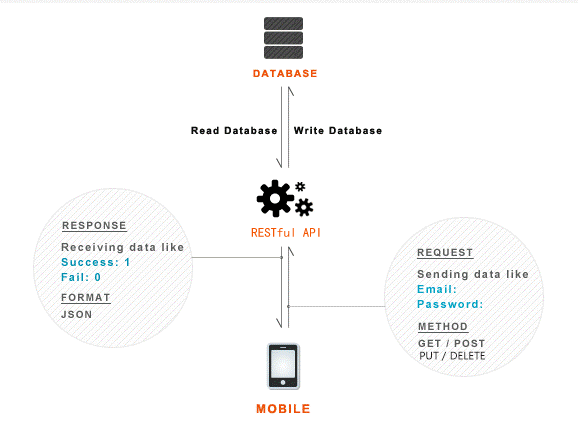 DATABASE
Read Database
Write Database
RESTful API
RESPONSE
Receiving data like
Success: 1
Fail: 0
FORMAT
JSON
REQUEST
Sending data like
Email:
Password:
METHOD
GET / POST
PUT / DELETE
MOBILE